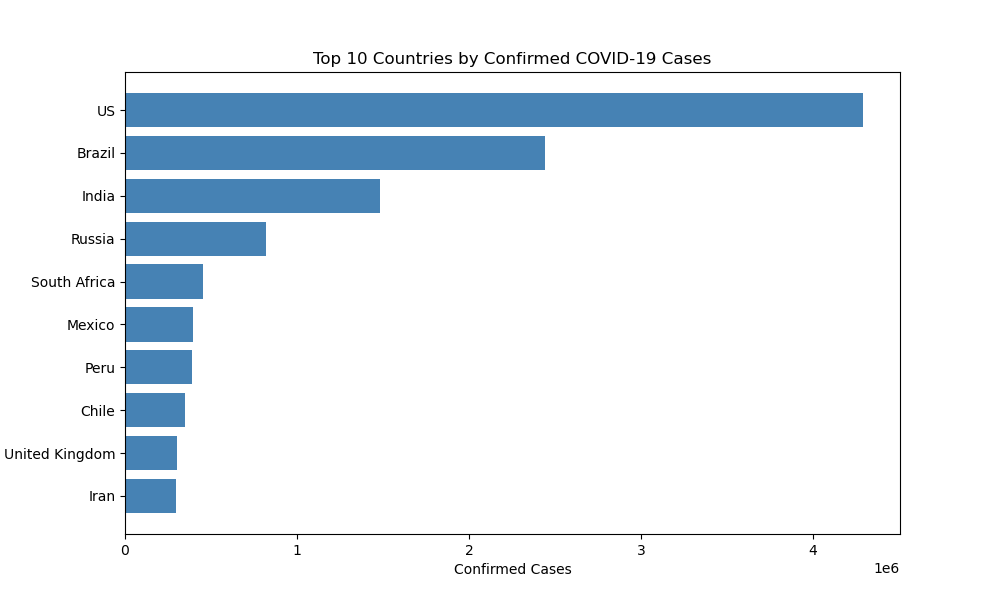 Top 10 Countries by Confirmed COVID-19 Cases
US
Brazil
India
Russia
South Africa
Mexico
Peru
Chile
United Kingdom
Iran
0 1 2 3 4
1e6
Confirmed Cases